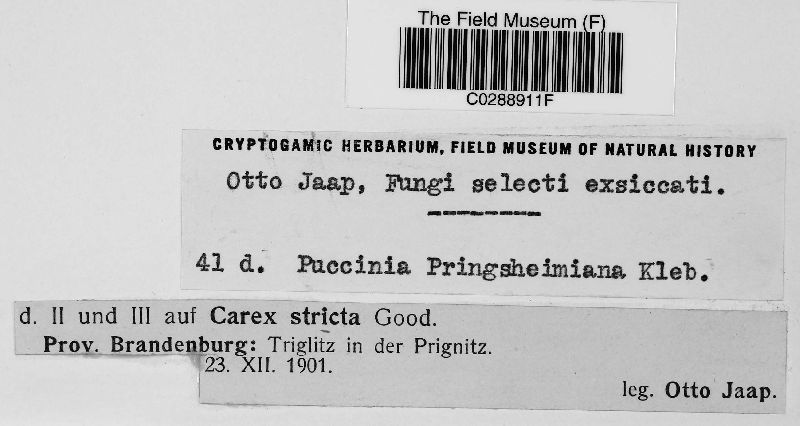 The Field Museum (F)
C0288911F
CRYPTOGAMIC HERBARIUM, FIELD MUSEUM OF NATURAL HISTORY
Otto Jaap, Fungi selecti exsiccati.
41 d. Puccinia Pringsheimiana Kleb.
d. II und III auf Carex stricta Good.
Prov. Brandenburg: Triglitz in der Prignitz.
23. XII. 1901.
leg. Otto Jaap.